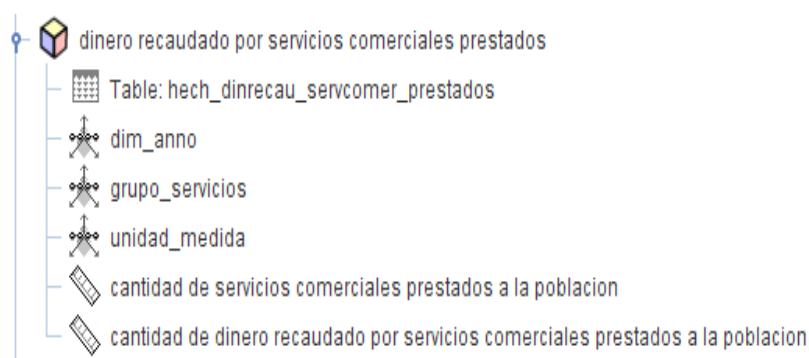 dinero recaudado por servicios comerciales prestados
Table: hech_dinrecau_servcomer_prestados
dim_anno
grupo_servicios
unidad_medida
cantidad de servicios comerciales prestados a la poblacion
cantidad de dinero recaudado por servicios comerciales prestados a la poblacion